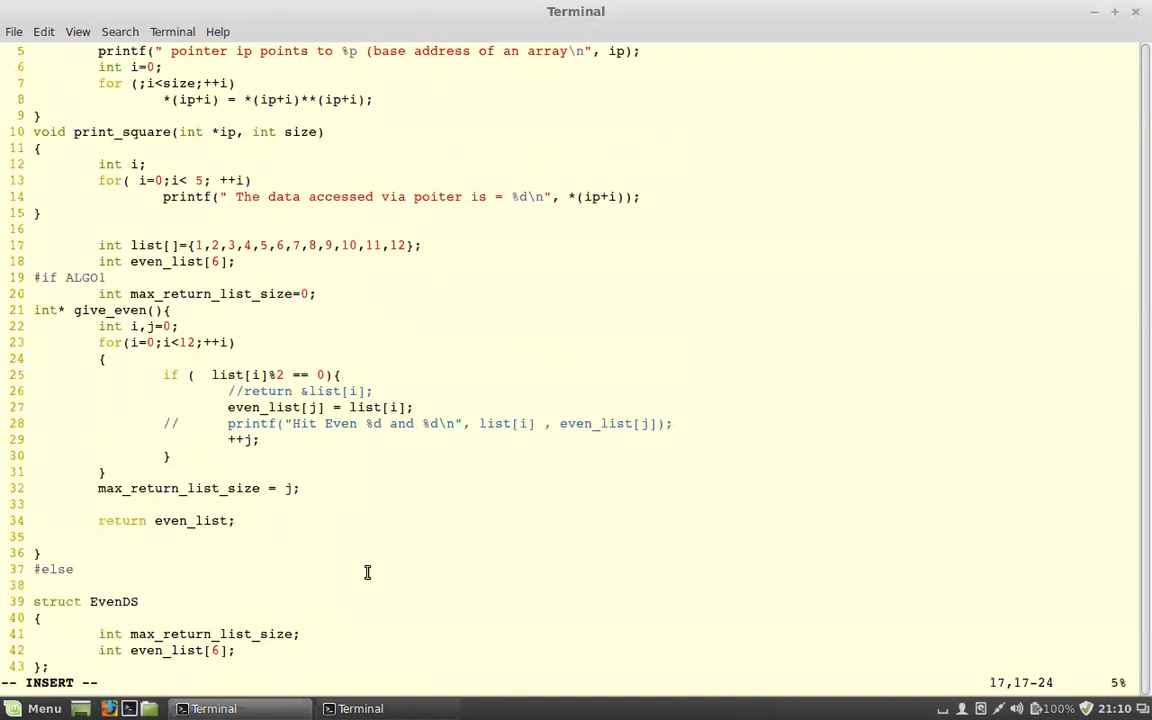 Terminal
File Edit View Search Terminal Help
5 printf(" pointer ip points to %p (base address of an array\n", ip);
6 int i=0;
7 for (;i<size;++i)
8 *(ip+i) = *(ip+i)**(ip+i);
9 }
10 void print_square(int *ip, int size)
11 {
12 int i;
13 for( i=0;i< 5; ++i)
14 printf(" The data accessed via poiter is = %d\n", *(ip+i));
15 }
16
17 int list[]={1,2,3,4,5,6,7,8,9,10,11,12};
18 int even_list[6];
19 #if ALGO1
20 int max_return_list_size=0;
21 int* give_even(){
22 int i,j=0;
23 for(i=0;i<12;++i)
24 {
25 if ( list[i]%2 == 0){
26 //return &list[i];
27 even_list[j] = list[i];
28 // printf("Hit Even %d and %d\n", list[i] , even_list[j]);
29 ++j;
30 }
31 }
32 max_return_list_size = j;
33
34 return even_list;
35
36 }
37 #else
38
39 struct EvenDS
40 {
41 int max_return_list_size;
42 int even_list[6];
43 };
-- INSERT -- 17,17-24 5%
Menu Terminal Terminal 100% 21:10